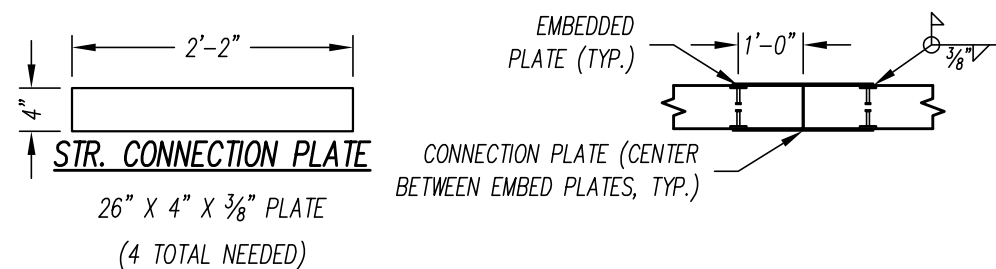 2'-2"
4"
STR. CONNECTION PLATE
26" X 4" X 3/8" PLATE
(4 TOTAL NEEDED)
EMBEDDED
PLATE (TYP.)
1'-0"
3/8"
CONNECTION PLATE (CENTER
BETWEEN EMBED PLATES, TYP.)